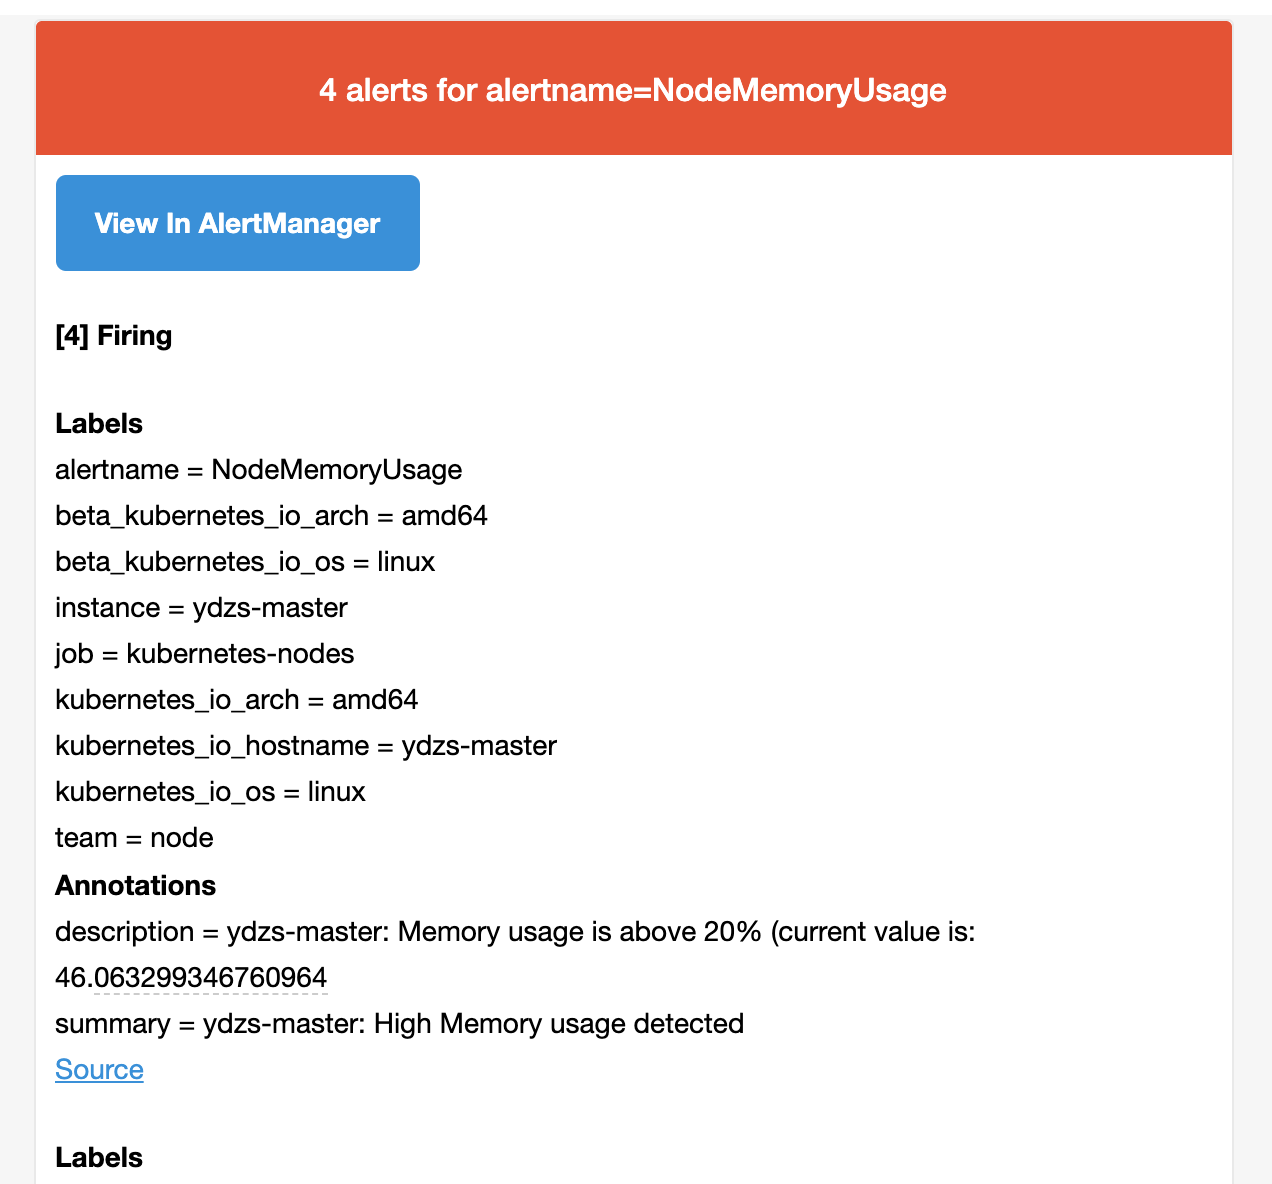 4 alerts for alertname=NodeMemoryUsage
View In AlertManager
[4] Firing
Labels
alertname = NodeMemoryUsage
beta_kubernetes_io_arch = amd64
beta_kubernetes_io_os = linux
instance = ydzs-master
job = kubernetes-nodes
kubernetes_io_arch = amd64
kubernetes_io_hostname = ydzs-master
kubernetes_io_os = linux
team = node
Annotations
description = ydzs-master: Memory usage is above 20% (current value is:
46.063299346760964
summary = ydzs-master: High Memory usage detected
Source
Labels